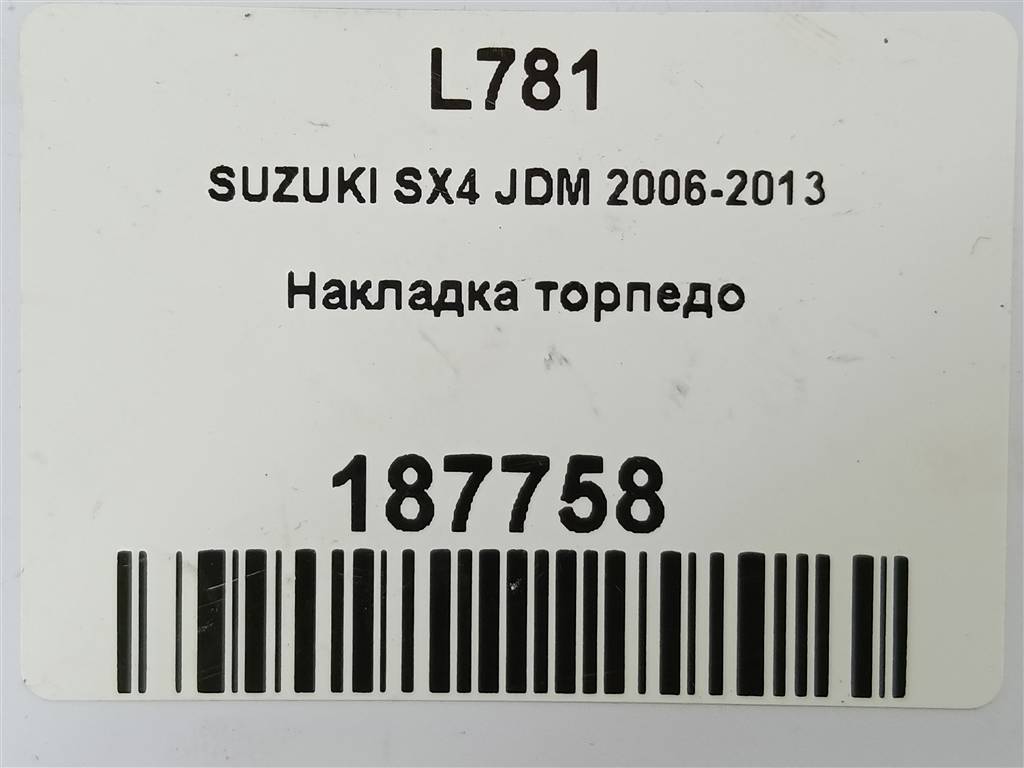 L781
SUZUKI SX4 JDM 2006-2013
Накладка торпедо
187758